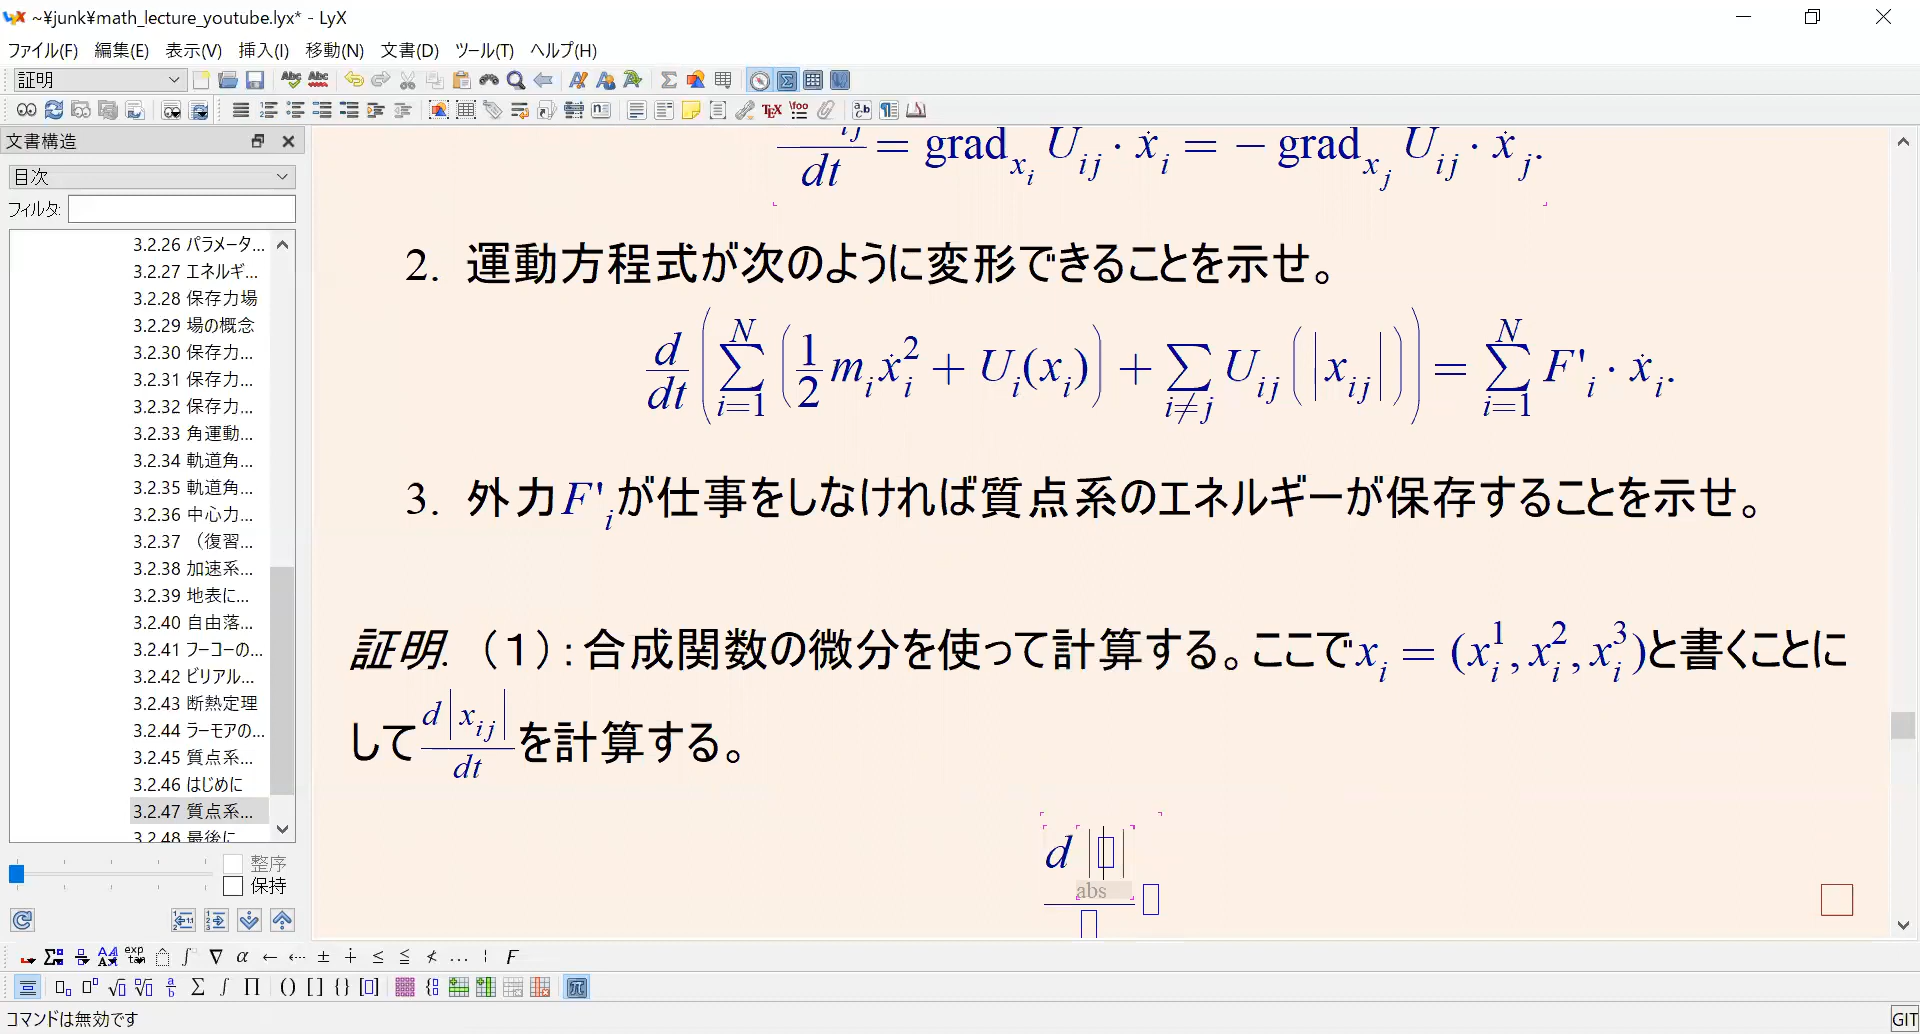 ~¥junk¥math_lecture_youtube.lyx* - LyX
ファイル(F) 編集(E) 表示(V) 挿入(I) 移動(N) 文書(D) ツール(T) ヘルプ(H)
証明
文書構造
目次
フィルタ:
3.2.26 パラメータ...
3.2.27 エネルギ...
3.2.28 保存力場
3.2.29 場の概念
3.2.30 保存力...
3.2.31 保存力...
3.2.32 保存力...
3.2.33 角運動...
3.2.34 軌道角...
3.2.35 軌道角...
3.2.36 中心力...
3.2.37 （復習...
3.2.38 加速系...
3.2.39 地表に...
3.2.40 自由落...
3.2.41 フーコーの...
3.2.42 ビリアル...
3.2.43 断熱定理
3.2.44 ラーモアの...
3.2.45 質点系...
3.2.46 はじめに
3.2.47 質点系...
3.2.48 最後に
整序
保持
dt = grad_{x_i} U_{ij} · ẋ_i = − grad_{x_j} U_{ij} · ẋ_j.
2. 運動方程式が次のように変形できることを示せ。
d/dt ( ∑_{i=1}^{N} ( 1/2 m_i ẋ_i^2 + U_i(x_i) ) + ∑_{i≠j} U_{ij} ( |x_{ij}| ) ) = ∑_{i=1}^{N} F'_i · ẋ_i.
3. 外力F'_iが仕事をしなければ質点系のエネルギーが保存することを示せ。
証明. （１）: 合成関数の微分を使って計算する。ここでx_i = (x_i^1, x_i^2, x_i^3)と書くことに
して d|x_{ij}|/dt を計算する。
d | |
abs
コマンドは無効です
GIT